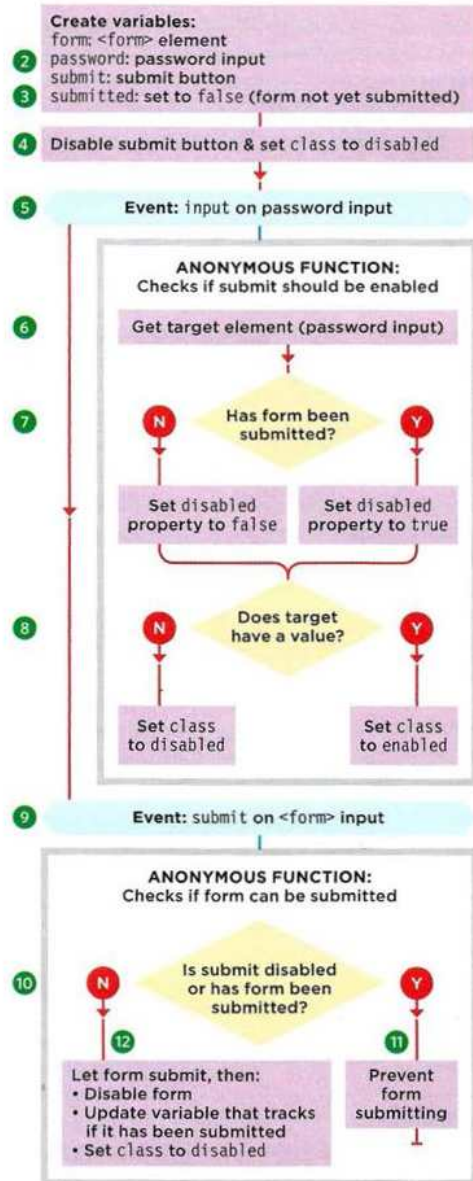 Create variables:
form: <form> element
2 password: password input
submit: submit button
3 submitted: set to false (form not yet submitted)
4 Disable submit button & set class to disabled
5 Event: input on password input
ANONYMOUS FUNCTION:
Checks if submit should be enabled
6 Get target element (password input)
7 N Has form been Y
submitted?
Set disabled
property to false
Set disabled
property to true
8 N Does target Y
have a value?
Set class
to disabled
Set class
to enabled
9 Event: submit on <form> input
ANONYMOUS FUNCTION:
Checks if form can be submitted
10 N Is submit disabled Y
or has form been
submitted?
12
11
Let form submit, then:
• Disable form
• Update variable that tracks
if it has been submitted
• Set class to disabled
Prevent
form
submitting